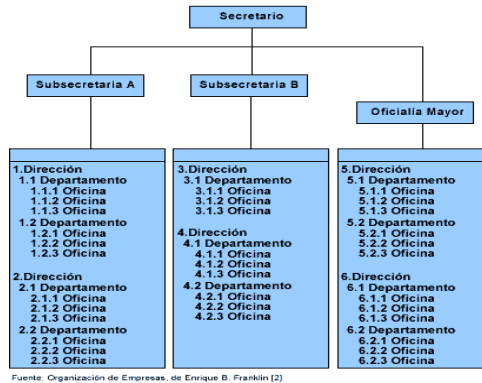 Secretario
Subsecretaria A
Subsecretaria B
Oficialía Mayor
1.Dirección
1.1 Departamento
1.1.1 Oficina
1.1.2 Oficina
1.1.3 Oficina
1.2 Departamento
1.2.1 Oficina
1.2.2 Oficina
1.2.3 Oficina
2.Dirección
2.1 Departamento
2.1.1 Oficina
2.1.2 Oficina
2.1.3 Oficina
2.2 Departamento
2.2.1 Oficina
2.2.2 Oficina
2.2.3 Oficina
3.Dirección
3.1 Departamento
3.1.1 Oficina
3.1.2 Oficina
3.1.3 Oficina
4.Dirección
4.1 Departamento
4.1.1 Oficina
4.1.2 Oficina
4.1.3 Oficina
4.2 Departamento
4.2.1 Oficina
4.2.2 Oficina
4.2.3 Oficina
5.Dirección
5.1 Departamento
5.1.1 Oficina
5.1.2 Oficina
5.1.3 Oficina
5.2 Departamento
5.2.1 Oficina
5.2.2 Oficina
5.2.3 Oficina
6.Dirección
6.1 Departamento
6.1.1 Oficina
6.1.2 Oficina
6.1.3 Oficina
6.2 Departamento
6.2.1 Oficina
6.2.2 Oficina
6.2.3 Oficina
Fuente: Organización de Empresas, de Enrique B. Franklin [2]